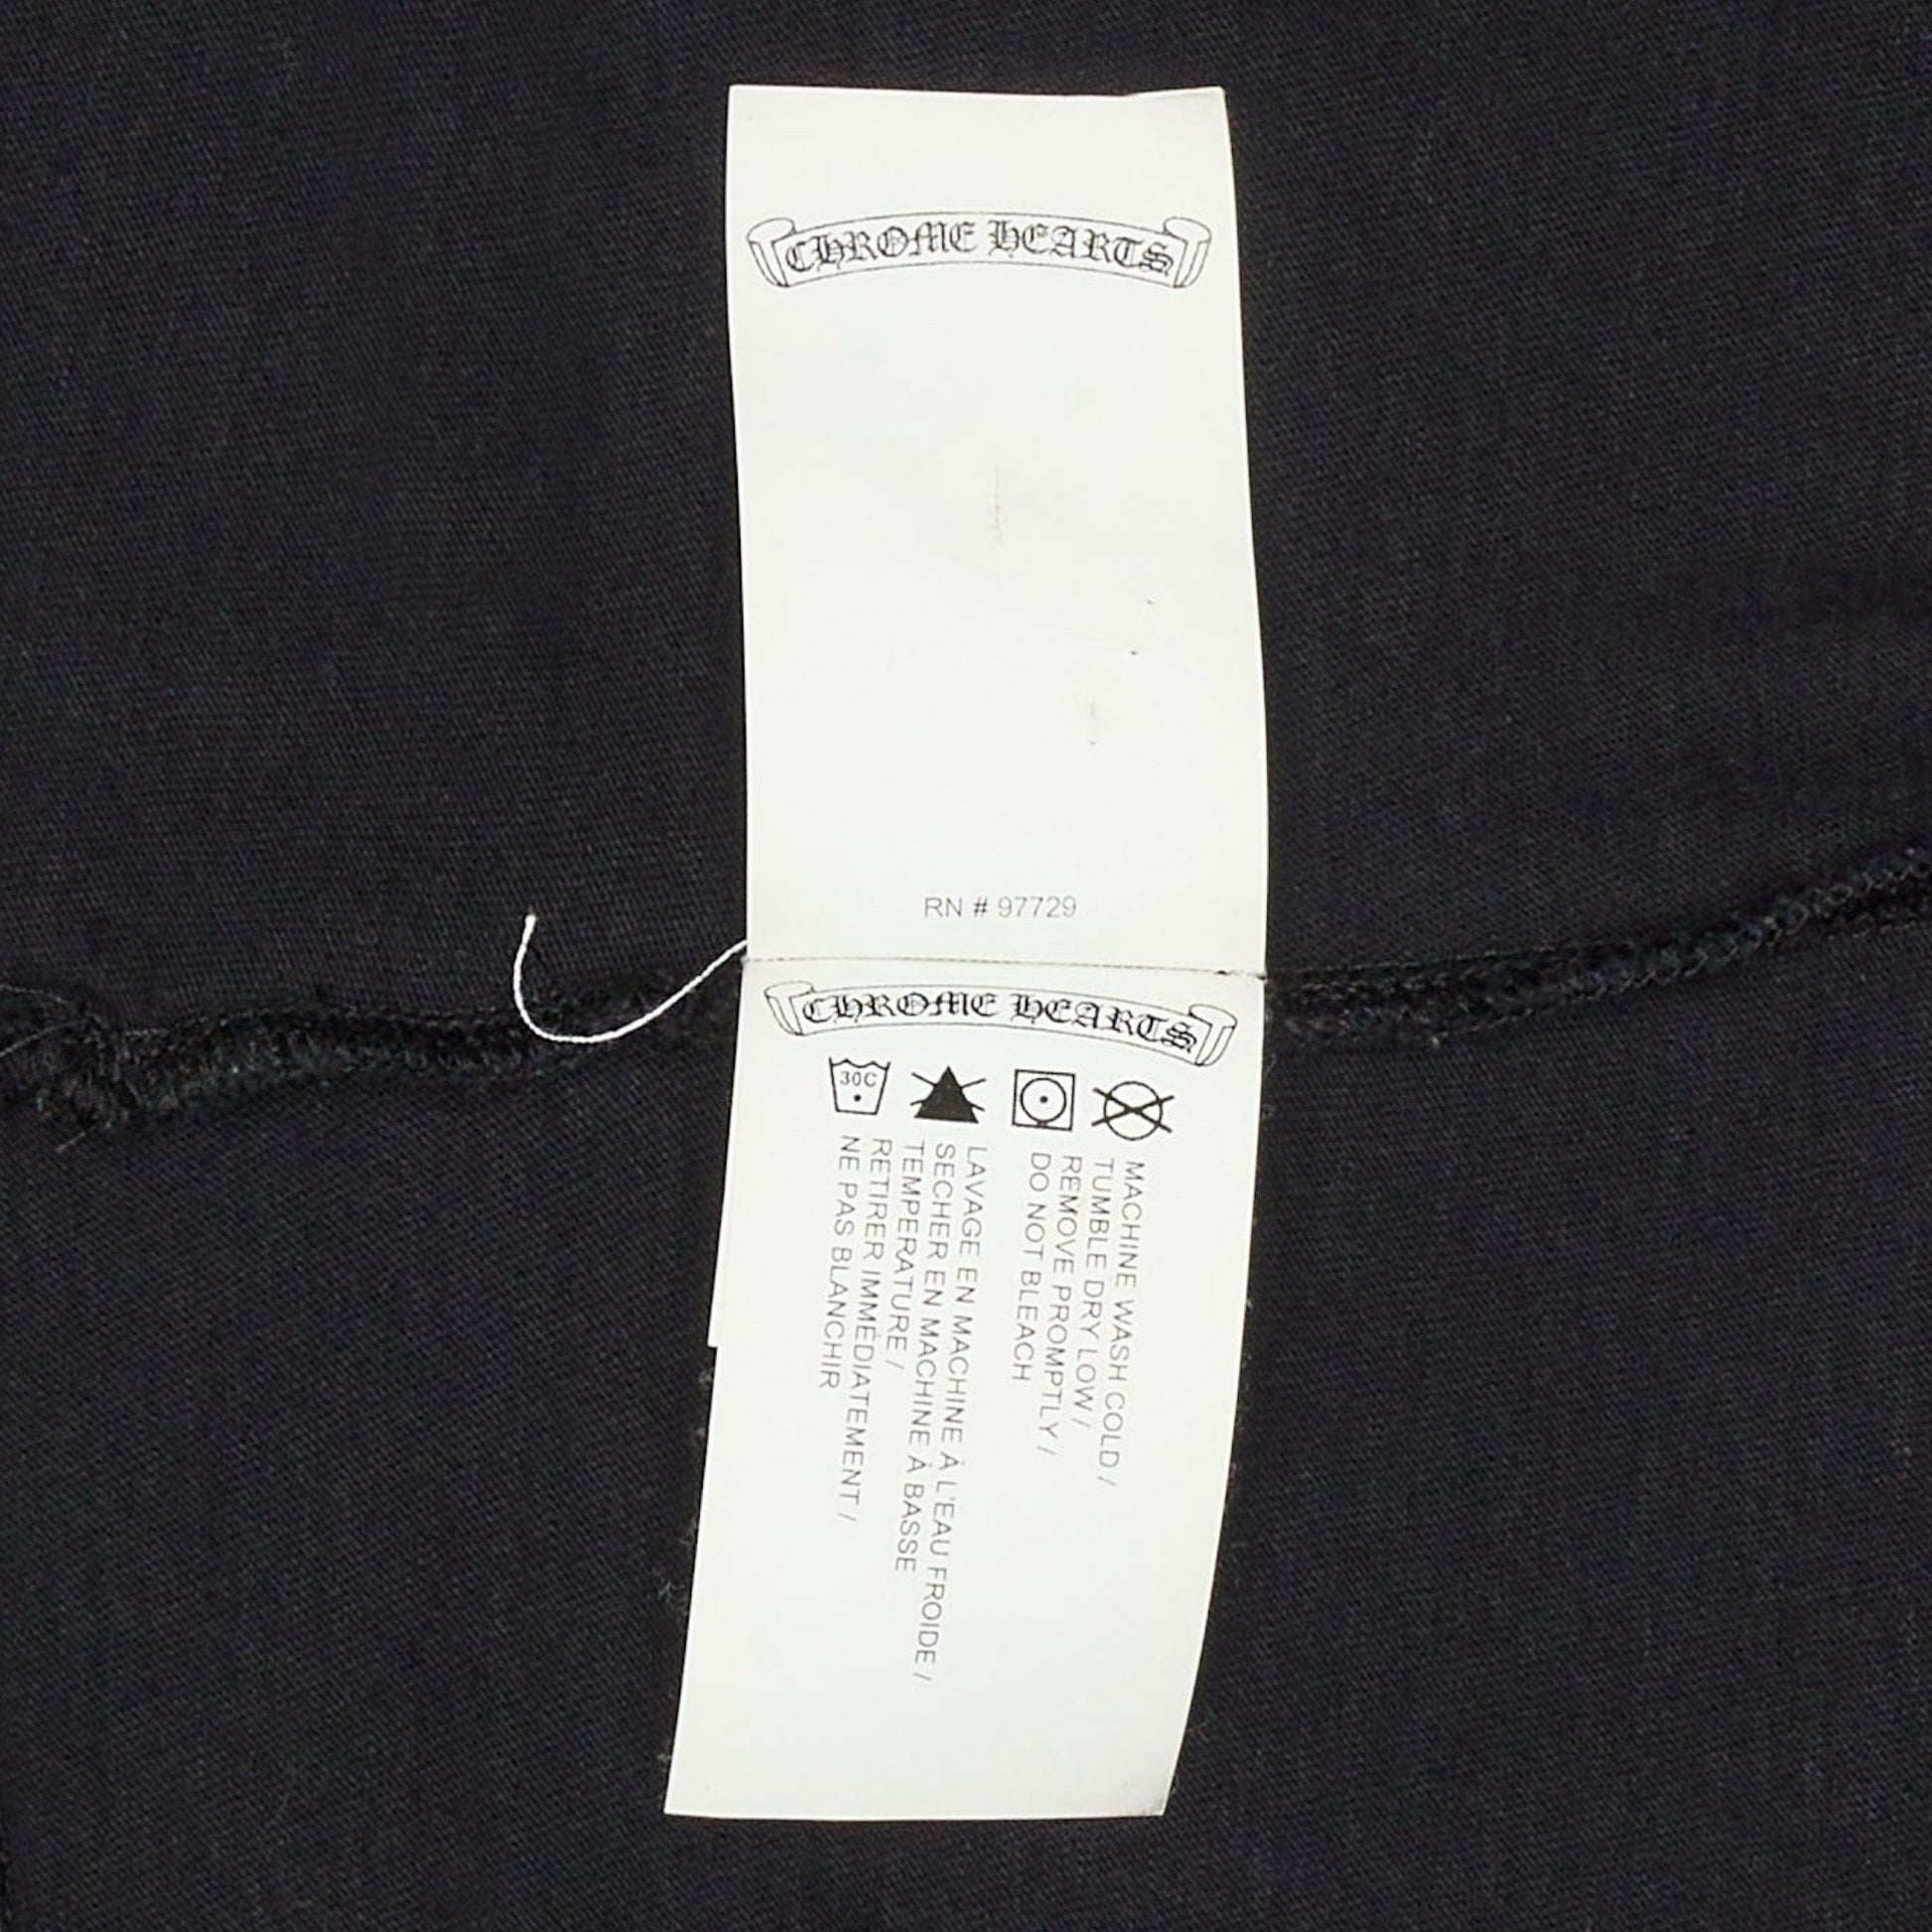 CHROME HEARTS
RN # 97729
CHROME HEARTS
30C
MACHINE WASH COLD /
TUMBLE DRY LOW /
REMOVE PROMPTLY /
DO NOT BLEACH
LAVAGE EN MACHINE À L'EAU FROIDE /
SECHER EN MACHINE À BASSE
TEMPERATURE /
RETIRER IMMÉDIATEMENT /
NE PAS BLANCHIR